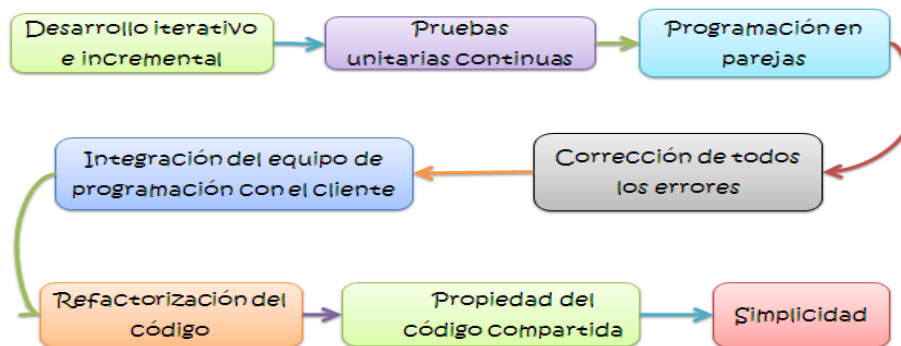 Desarrollo iterativo
e incremental
Pruebas
unitarias continuas
Programación en
parejas
Corrección de todos
los errores
Integración del equipo de
programación con el cliente
Refactorización del
código
Propiedad del
código compartida
Simplicidad